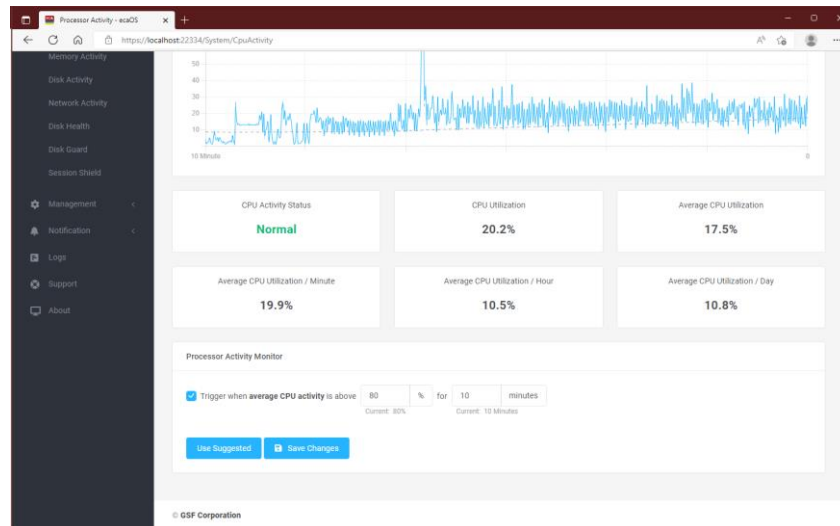 Processor Activity - ecaOS
https://localhost:22334/System/CpuActivity
Memory Activity
Disk Activity
Network Activity
Disk Health
Disk Guard
Session Shield
Management
Notification
Logs
Support
About
50
40
30
20
10
10 Minute
0
CPU Activity Status
Normal
CPU Utilization
20.2%
Average CPU Utilization
17.5%
Average CPU Utilization / Minute
19.9%
Average CPU Utilization / Hour
10.5%
Average CPU Utilization / Day
10.8%
Processor Activity Monitor
Trigger when average CPU activity is above 80 % for 10 minutes
Current: 80% Current: 10 Minutes
Use Suggested Save Changes
© GSF Corporation